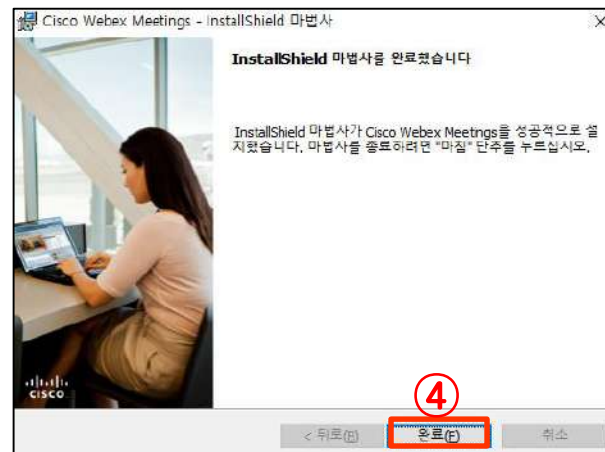 Cisco Webex Meetings - InstallShield 마법사
InstallShield 마법사를 완료했습니다
InstallShield 마법사가 Cisco Webex Meetings을 성공적으로 설
지했습니다. 마법사를 종료하려면 "마침" 단추를 누르십시오.
CISCO
④
< 뒤로(B)
완료(F)
취소